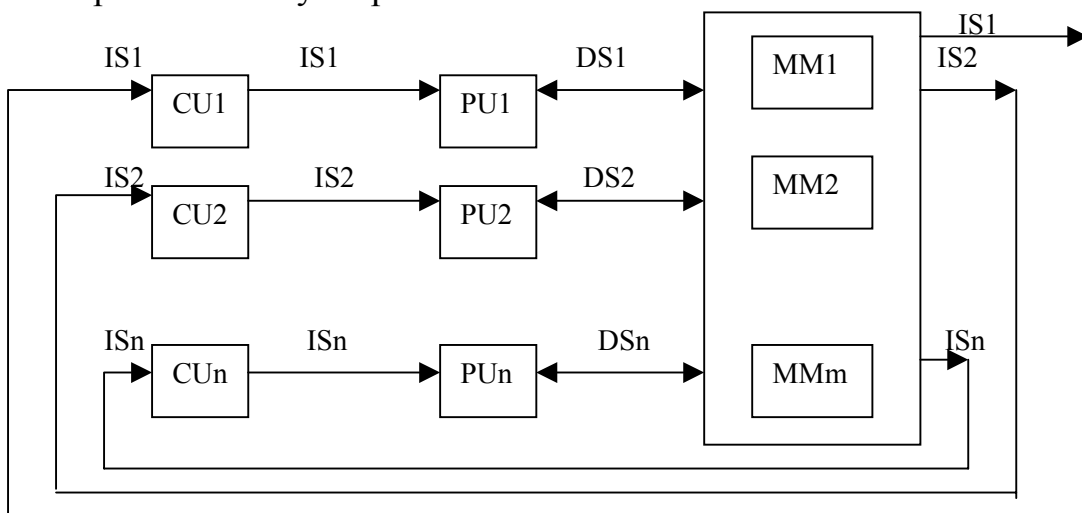 IS1
IS1 IS1 DS1 MM1 IS2
CU1 PU1
IS2 IS2 DS2 MM2
CU2 PU2
ISn ISn DSn ISn
CUn PUn MMm